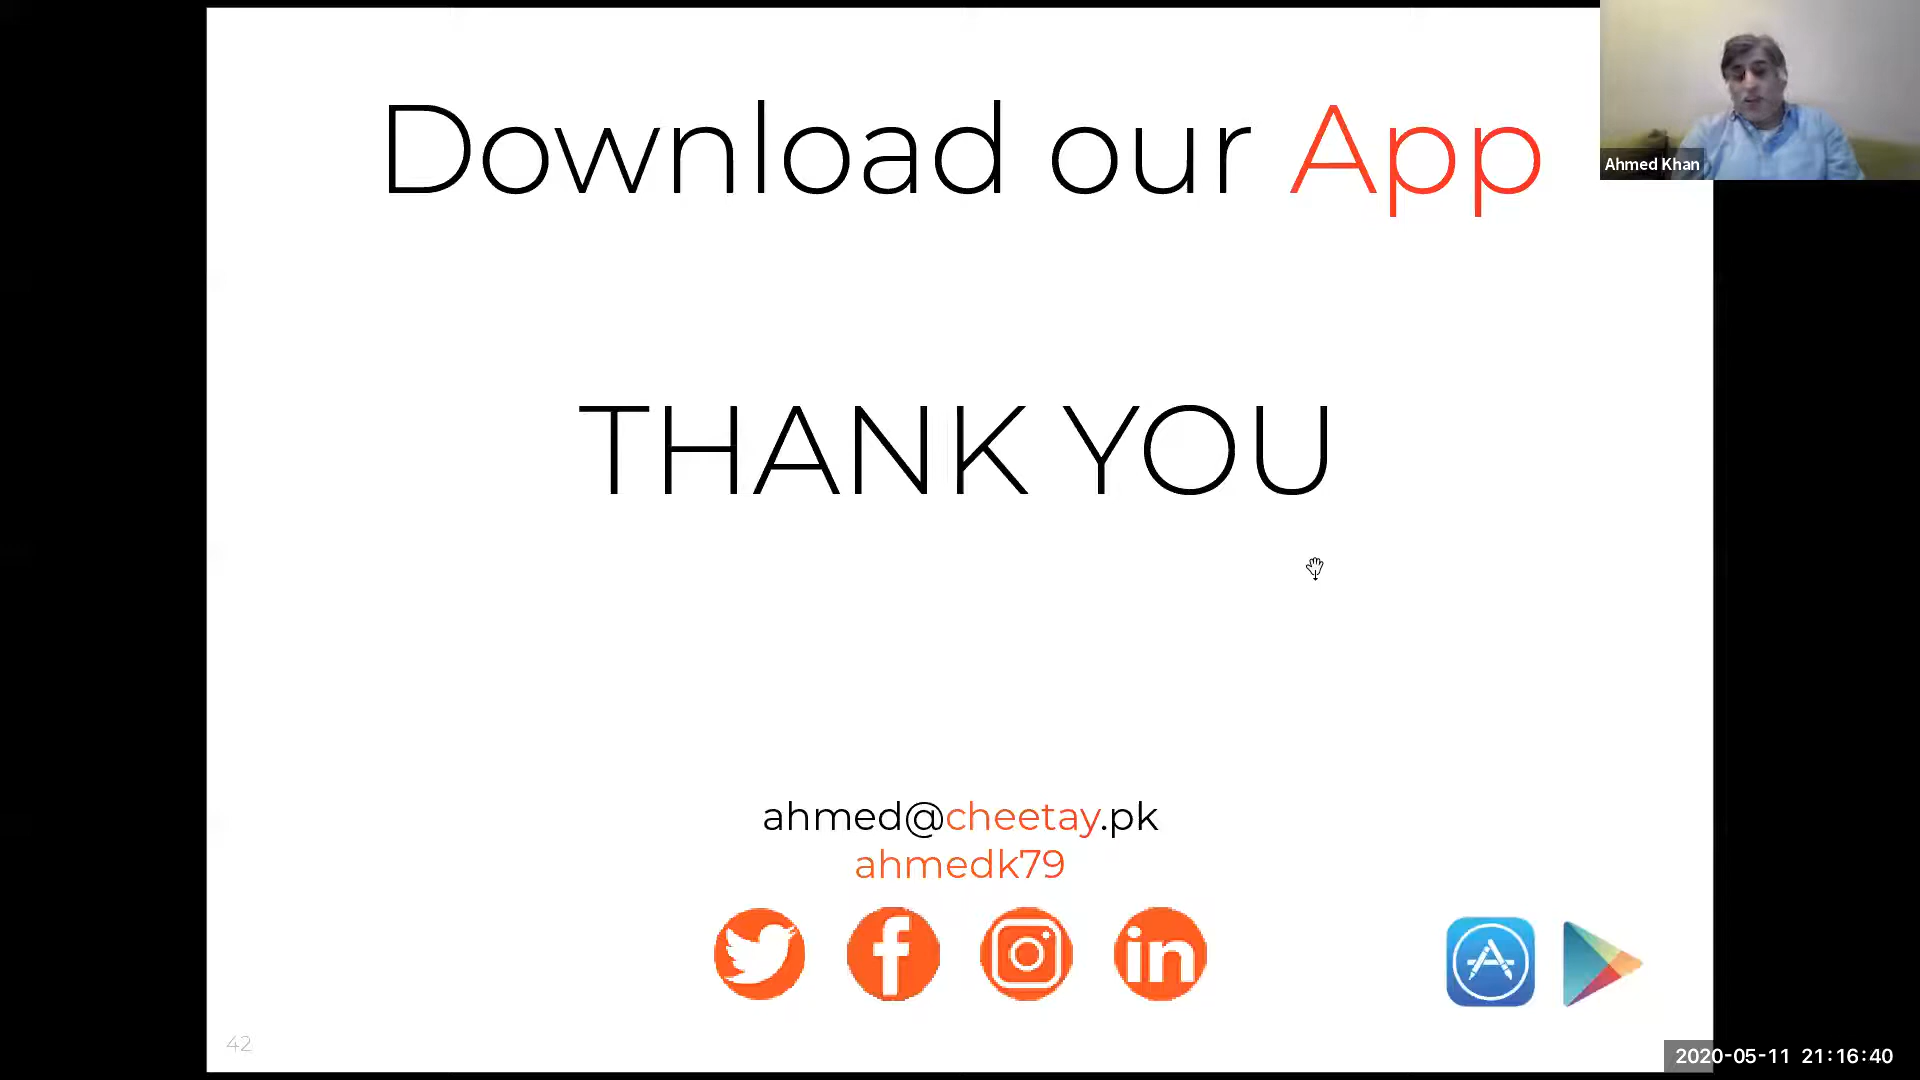 Download our App
Ahmed Khan
THANK YOU
ahmed@cheetay.pk
ahmedk79
42
2020-05-11 21:16:40